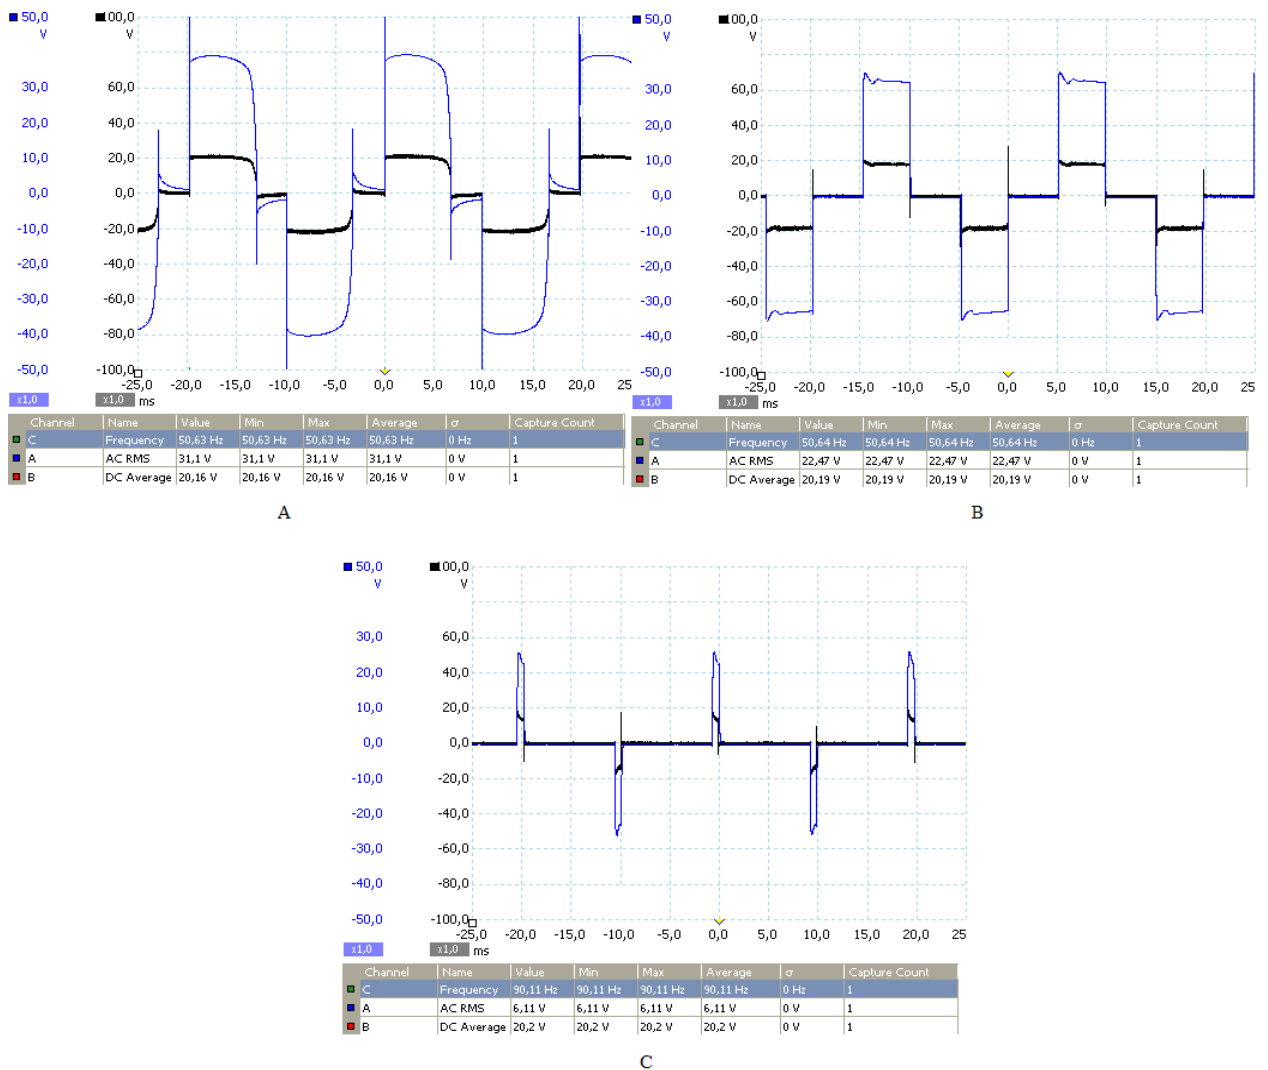 50,0 100,0
V V
30,0 60,0
20,0 40,0
10,0 20,0
0,0 0,0
-10,0 -20,0
-20,0 -40,0
-30,0 -60,0
-40,0 -80,0
-50,0 -100,0
-25,0 -20,0 -15,0 -10,0 -5,0 0,0 5,0 10,0 15,0 20,0 25
x1,0 x1,0 ms
Channel Name Value Min Max Average σ Capture Count
C Frequency 50,63 Hz 50,63 Hz 50,63 Hz 50,63 Hz 0 Hz 1
A AC RMS 31,1 V 31,1 V 31,1 V 31,1 V 0 V 1
B DC Average 20,16 V 20,16 V 20,16 V 20,16 V 0 V 1
A
50,0 100,0
V V
30,0 60,0
20,0 40,0
10,0 20,0
0,0 0,0
-10,0 -20,0
-20,0 -40,0
-30,0 -60,0
-40,0 -80,0
-50,0 -100,0
-25,0 -20,0 -15,0 -10,0 -5,0 0,0 5,0 10,0 15,0 20,0 25
x1,0 x1,0 ms
Channel Name Value Min Max Average σ Capture Count
C Frequency 50,64 Hz 50,64 Hz 50,64 Hz 50,64 Hz 0 Hz 1
A AC RMS 22,47 V 22,47 V 22,47 V 22,47 V 0 V 1
B DC Average 20,19 V 20,19 V 20,19 V 20,19 V 0 V 1
B
50,0 100,0
V V
30,0 60,0
20,0 40,0
10,0 20,0
0,0 0,0
-10,0 -20,0
-20,0 -40,0
-30,0 -60,0
-40,0 -80,0
-50,0 -100,0
-25,0 -20,0 -15,0 -10,0 -5,0 0,0 5,0 10,0 15,0 20,0 25
x1,0 x1,0 ms
Channel Name Value Min Max Average σ Capture Count
C Frequency 90,11 Hz 90,11 Hz 90,11 Hz 90,11 Hz 0 Hz 1
A AC RMS 6,11 V 6,11 V 6,11 V 6,11 V 0 V 1
B DC Average 20,2 V 20,2 V 20,2 V 20,2 V 0 V 1
C